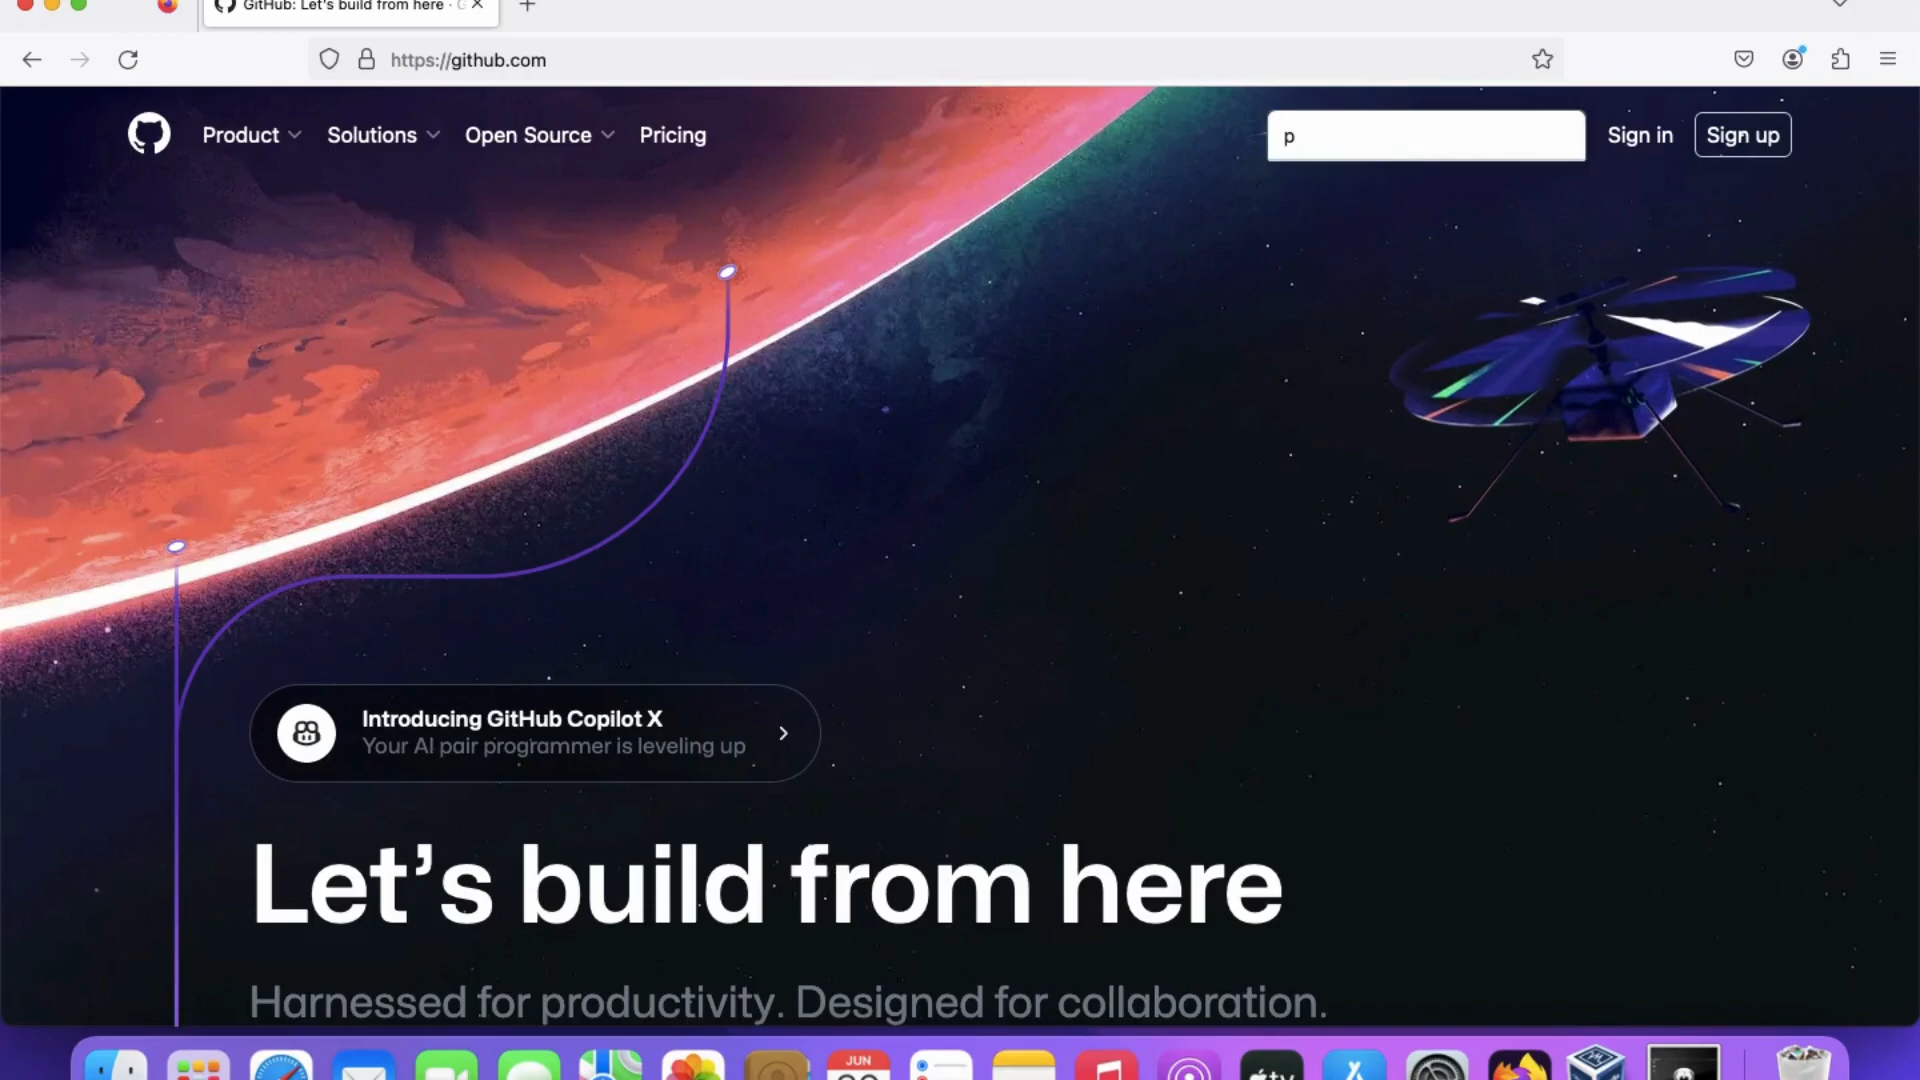 GitHub: Let's build from here ·
https://github.com
Product
Solutions
Open Source
Pricing
p
Sign in
Sign up
Introducing GitHub Copilot X
Your AI pair programmer is leveling up
Let’s build from here
Harnessed for productivity. Designed for collaboration.
JUN
tv